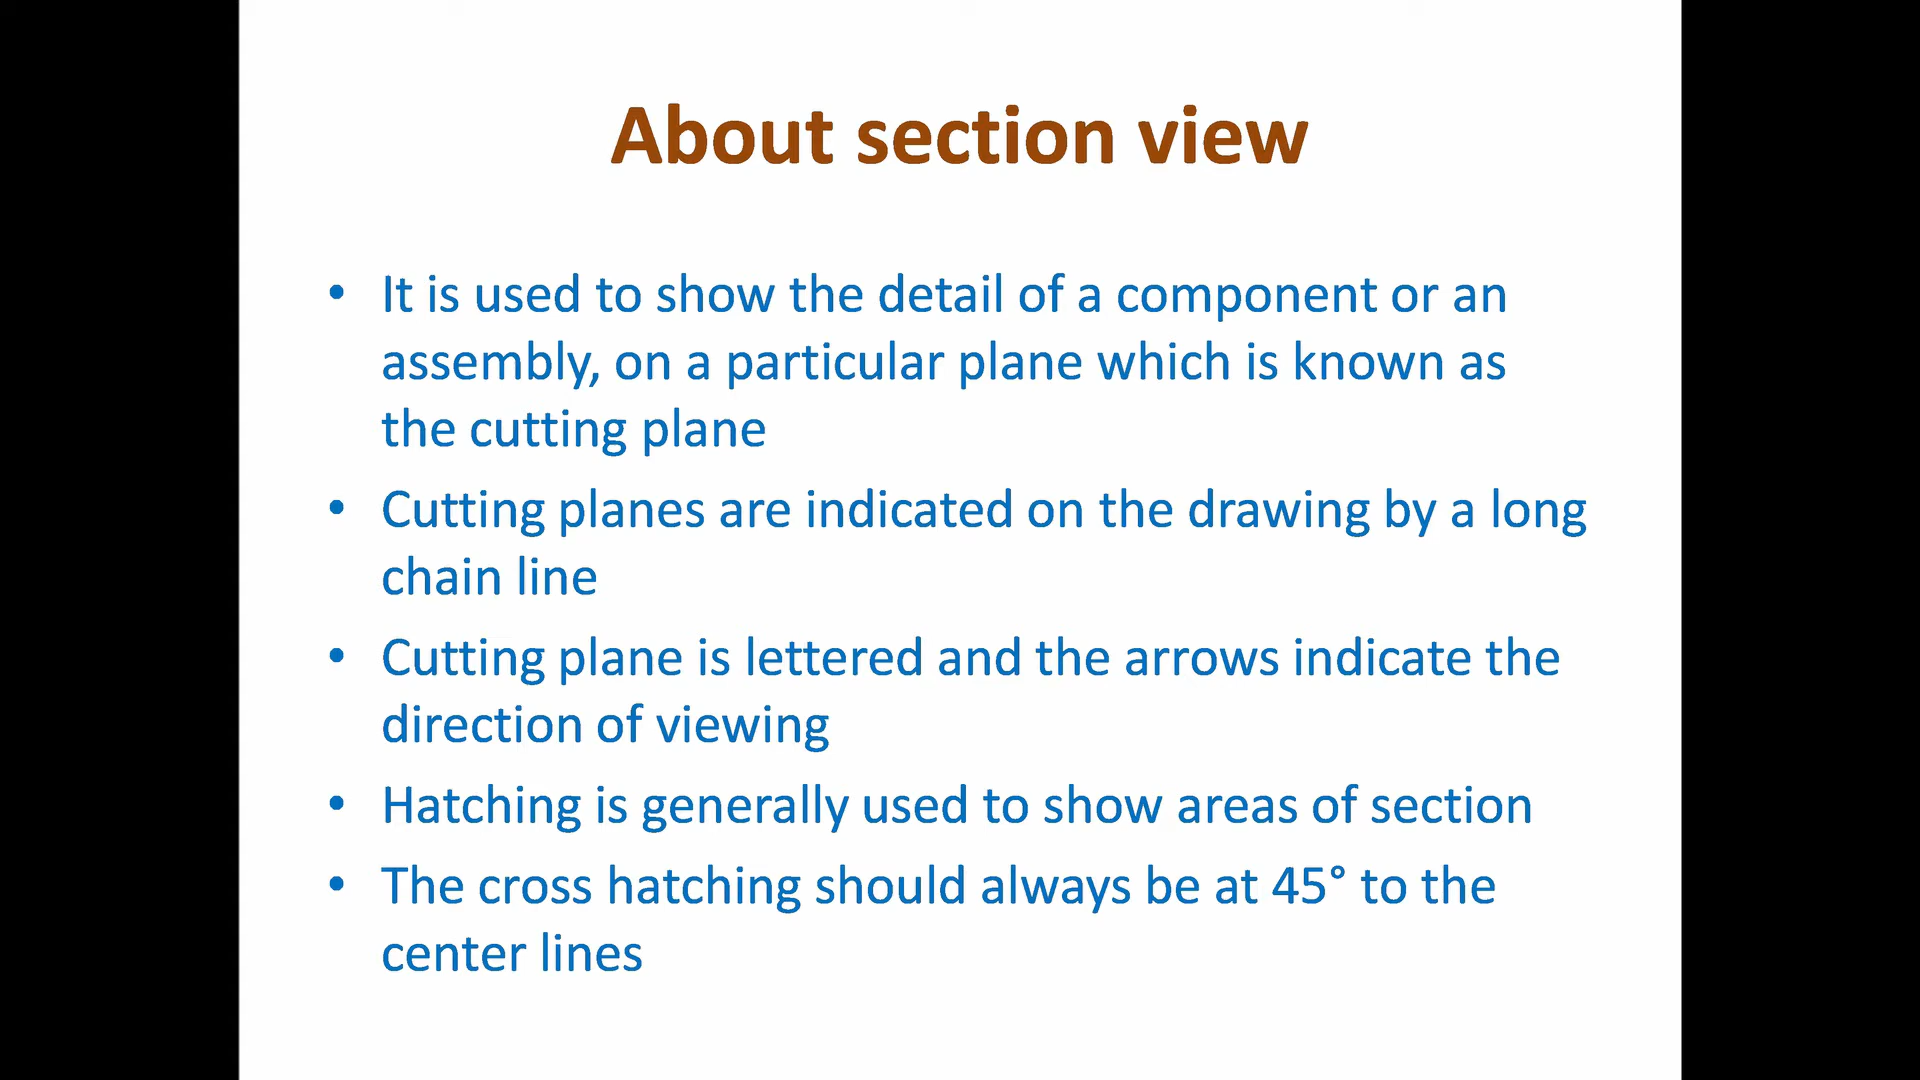 About section view
• It is used to show the detail of a component or an
assembly, on a particular plane which is known as
the cutting plane
• Cutting planes are indicated on the drawing by a long
chain line
• Cutting plane is lettered and the arrows indicate the
direction of viewing
• Hatching is generally used to show areas of section
• The cross hatching should always be at 45° to the
center lines